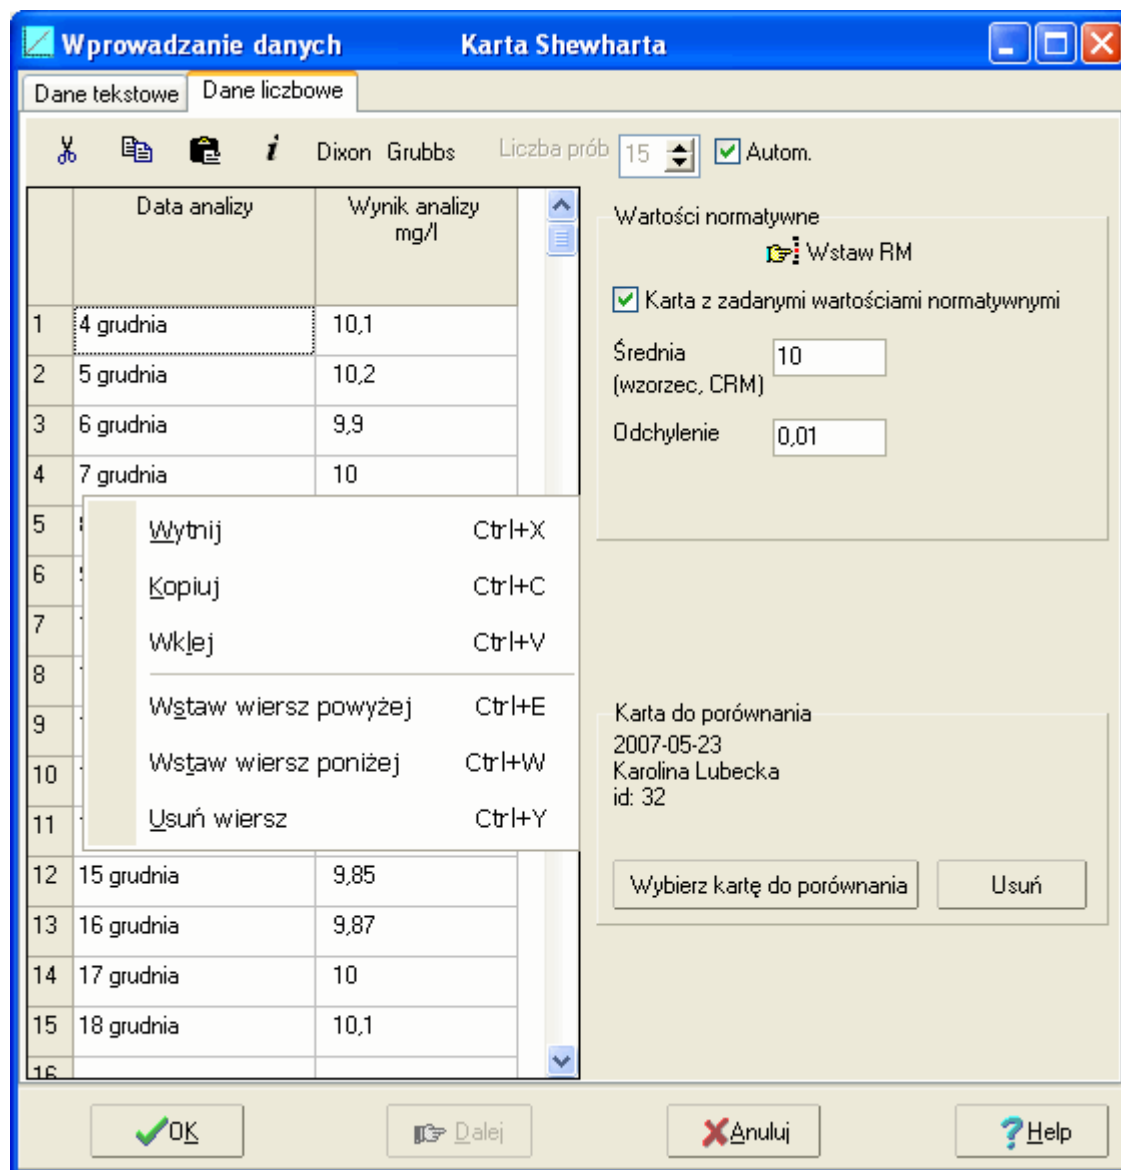 Wprowadzanie danych Karta Shewharta
Dane tekstowe Dane liczbowe
i Dixon Grubbs Liczba prób 15 Autom.
Data analizy Wynik analizy
mg/l
1 4 grudnia 10,1
2 5 grudnia 10,2
3 6 grudnia 9,9
4 7 grudnia 10
5
6
7
8
9
10
11
12 15 grudnia 9,85
13 16 grudnia 9,87
14 17 grudnia 10
15 18 grudnia 10,1
16
Wytnij Ctrl+X
Kopiuj Ctrl+C
Wklej Ctrl+V
Wstaw wiersz powyżej Ctrl+E
Wstaw wiersz poniżej Ctrl+W
Usuń wiersz Ctrl+Y
Wartości normatywne
Wstaw RM
Karta z zadanymi wartościami normatywnymi
Średnia 10
(wzorzec, CRM)
Odchylenie 0,01
Karta do porównania
2007-05-23
Karolina Lubecka
id: 32
Wybierz kartę do porównania Usuń
OK Dalej Anuluj Help